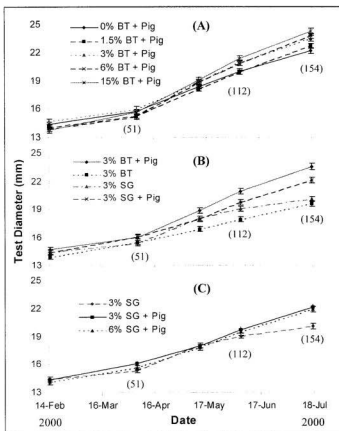 (A)
25
22
19
16
13
0% BT + Pig
1.5% BT + Pig
3% BT + Pig
6% BT + Pig
15% BT + Pig
(51)
(112)
(154)
Test Diameter (mm)
(B)
25
22
19
16
13
3% BT + Pig
3% BT
3% SG
3% SG + Pig
(51)
(112)
(154)
(C)
25
22
19
16
13
3% SG
3% SG + Pig
6% SG + Pig
(51)
(112)
(154)
14-Feb 16-Mar 16-Apr 17-May 17-Jun 18-Jul
2000 Date 2000